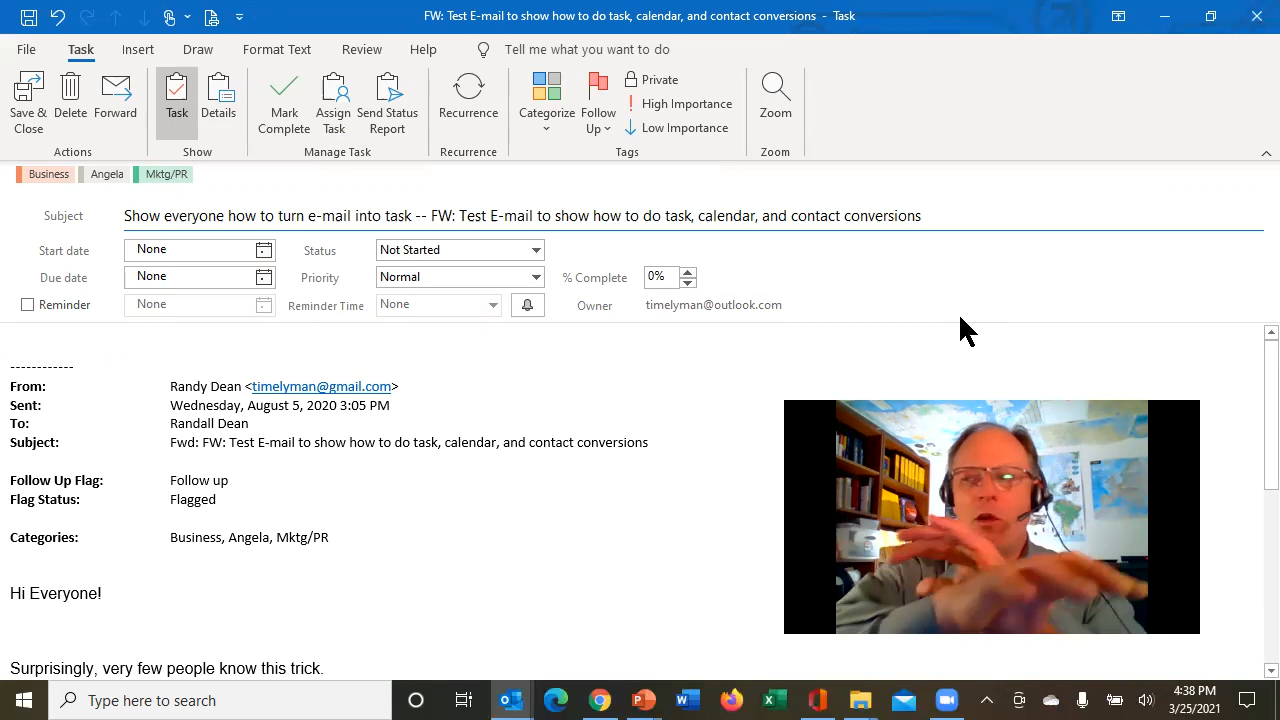 FW: Test E-mail to show how to do task, calendar, and contact conversions - Task
File Task Insert Draw Format Text Review Help Tell me what you want to do
Save & Close Delete Forward Task Details Mark Complete Assign Task Send Status Report Recurrence Categorize Follow Up Private High Importance Low Importance Zoom
Actions Show Manage Task Recurrence Tags Zoom
Business Angela Mktg/PR
Subject Show everyone how to turn e-mail into task -- FW: Test E-mail to show how to do task, calendar, and contact conversions
Start date None Status Not Started
Due date None Priority Normal % Complete 0%
Reminder None Reminder Time None Owner timelyman@outlook.com
------------
From: Randy Dean <timelyman@gmail.com>
Sent: Wednesday, August 5, 2020 3:05 PM
To: Randall Dean
Subject: Fwd: FW: Test E-mail to show how to do task, calendar, and contact conversions
Follow Up Flag: Follow up
Flag Status: Flagged
Categories: Business, Angela, Mktg/PR
Hi Everyone!
Surprisingly, very few people know this trick.
Type here to search
4:38 PM
3/25/2021